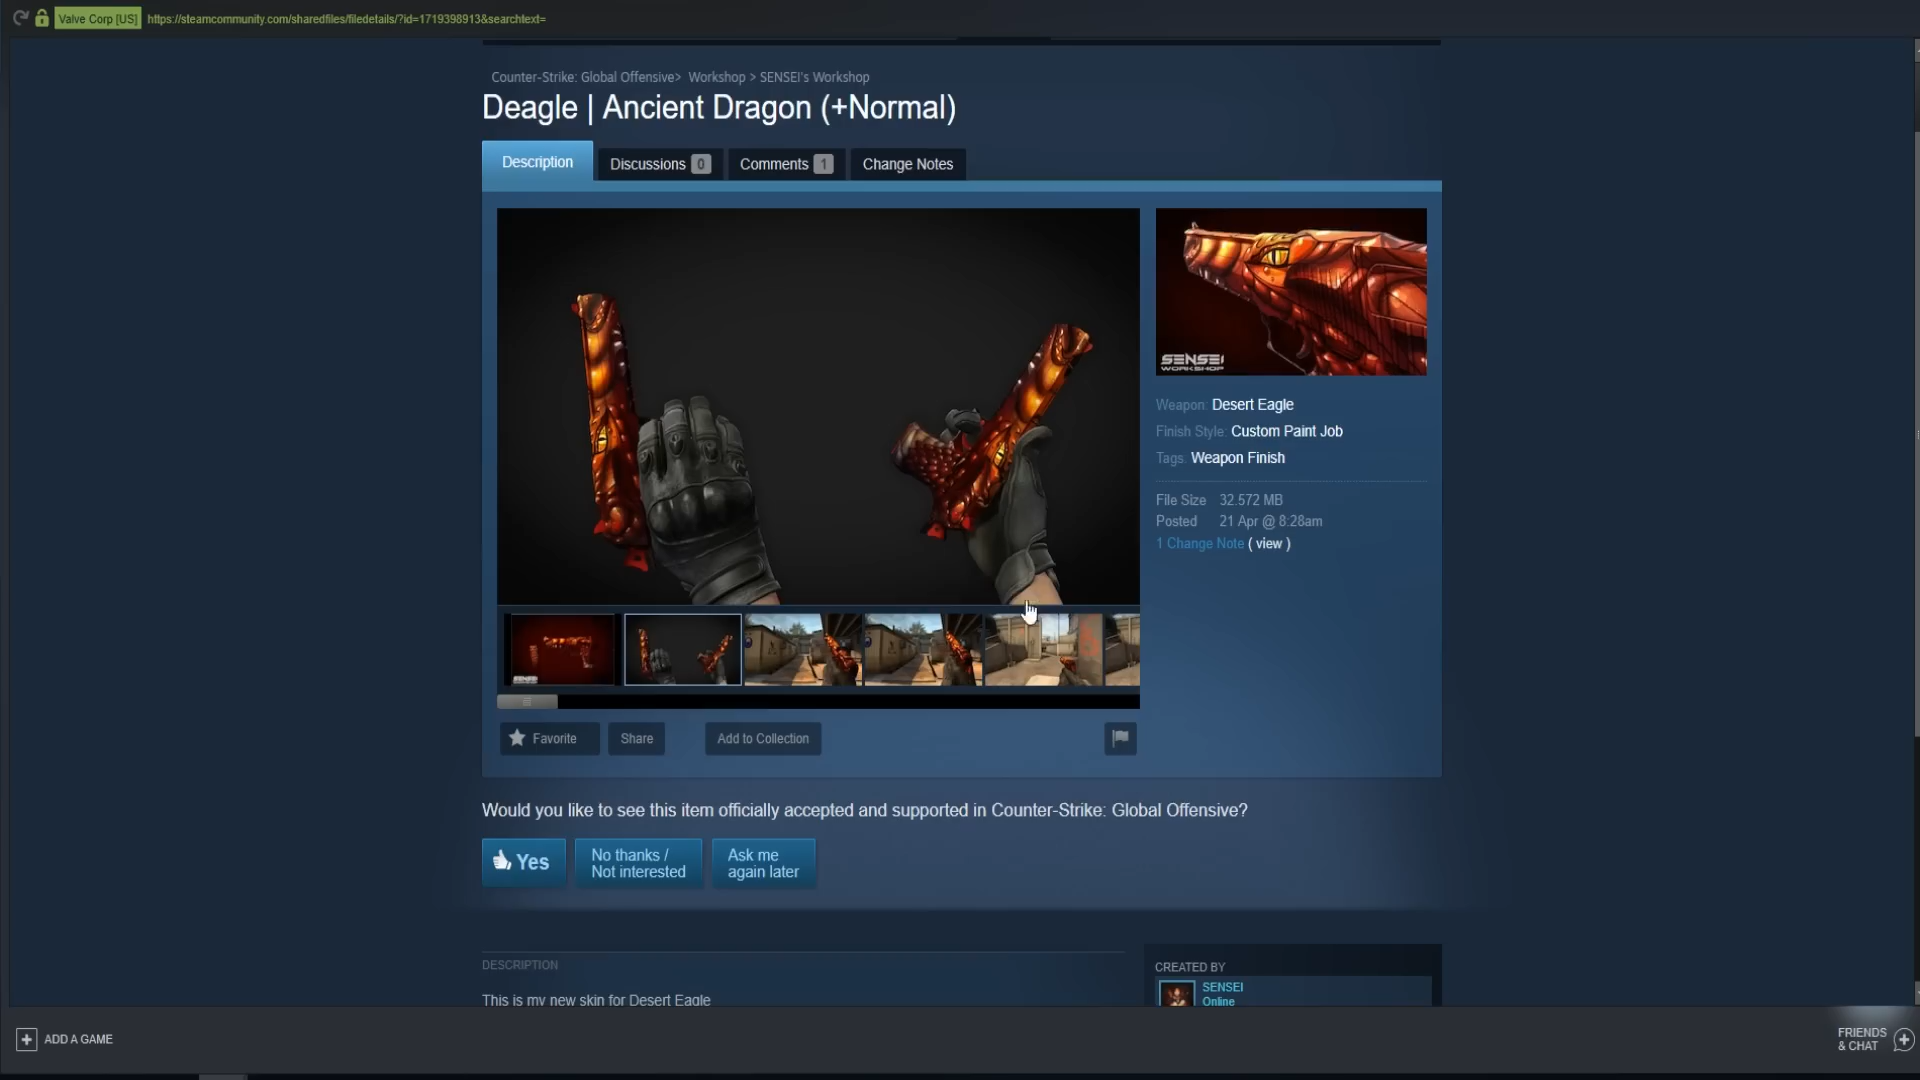 Valve Corp [US] https://steamcommunity.com/sharedfiles/filedetails/?id=1719398913&searchtext=
Counter-Strike: Global Offensive> Workshop > SENSEI's Workshop
Deagle | Ancient Dragon (+Normal)
Description Discussions 0 Comments 1 Change Notes
SENSEI
WORKSHOP
Weapon: Desert Eagle
Finish Style: Custom Paint Job
Tags: Weapon Finish
File Size 32.572 MB
Posted 21 Apr @ 8:28am
1 Change Note ( view )
Favorite Share Add to Collection
Would you like to see this item officially accepted and supported in Counter-Strike: Global Offensive?
Yes
No thanks /
Not interested
Ask me
again later
DESCRIPTION
This is my new skin for Desert Eagle
CREATED BY
SENSEI
Online
ADD A GAME
FRIENDS
& CHAT